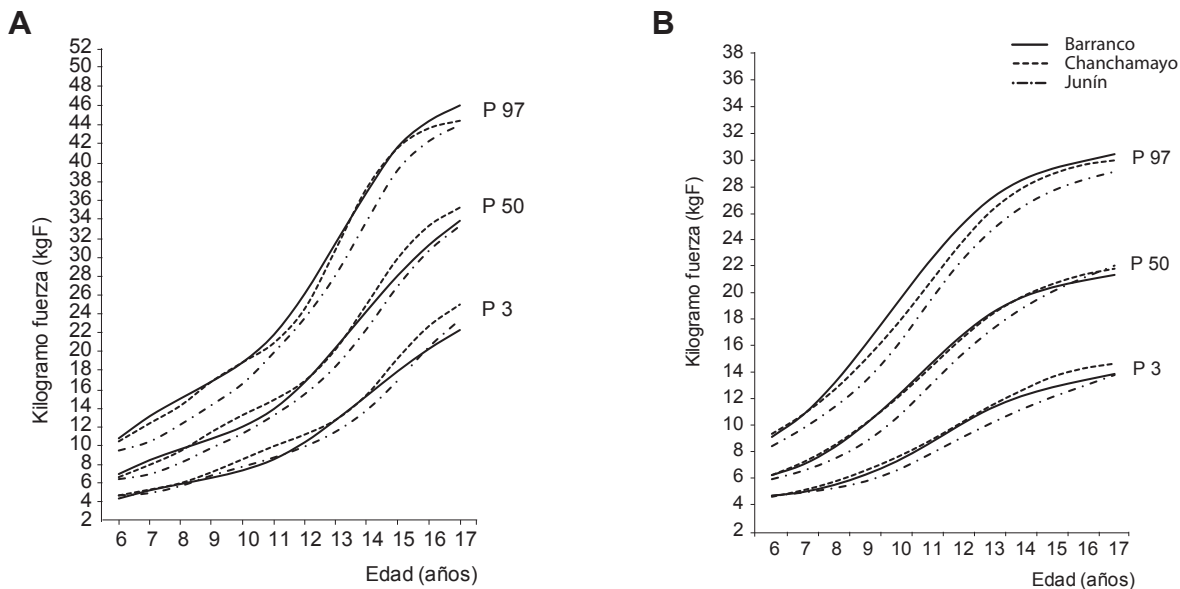 A
Kilogramo fuerza (kgF)
52
50
48
46
44
42
40
38
36
34
32
30
28
26
24
22
20
18
16
14
12
10
8
6
4
2
6 7 8 9 10 11 12 13 14 15 16 17
Edad (años)
P 97
P 50
P 3
B
Kilogramo fuerza (kgF)
38
36
34
32
30
28
26
24
22
20
18
16
14
12
10
8
6
4
2
6 7 8 9 10 11 12 13 14 15 16 17
Edad (años)
Barranco
Chanchamayo
Junín
P 97
P 50
P 3